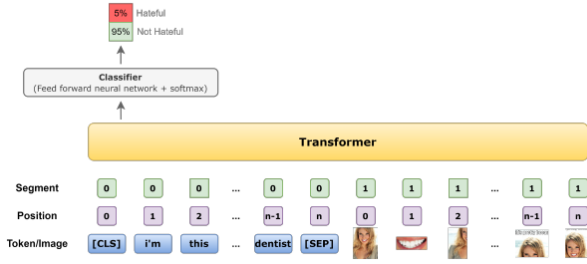 5% Hateful
95% Not Hateful
Classifier
(Feed forward neural network + softmax)
Transformer
Segment 0 0 0 ... 0 0 1 1 1 ... 1 1
Position 0 1 2 ... n-1 n 0 1 2 ... n-1 n
Token/Image [CLS] i'm this ... dentist [SEP] ...